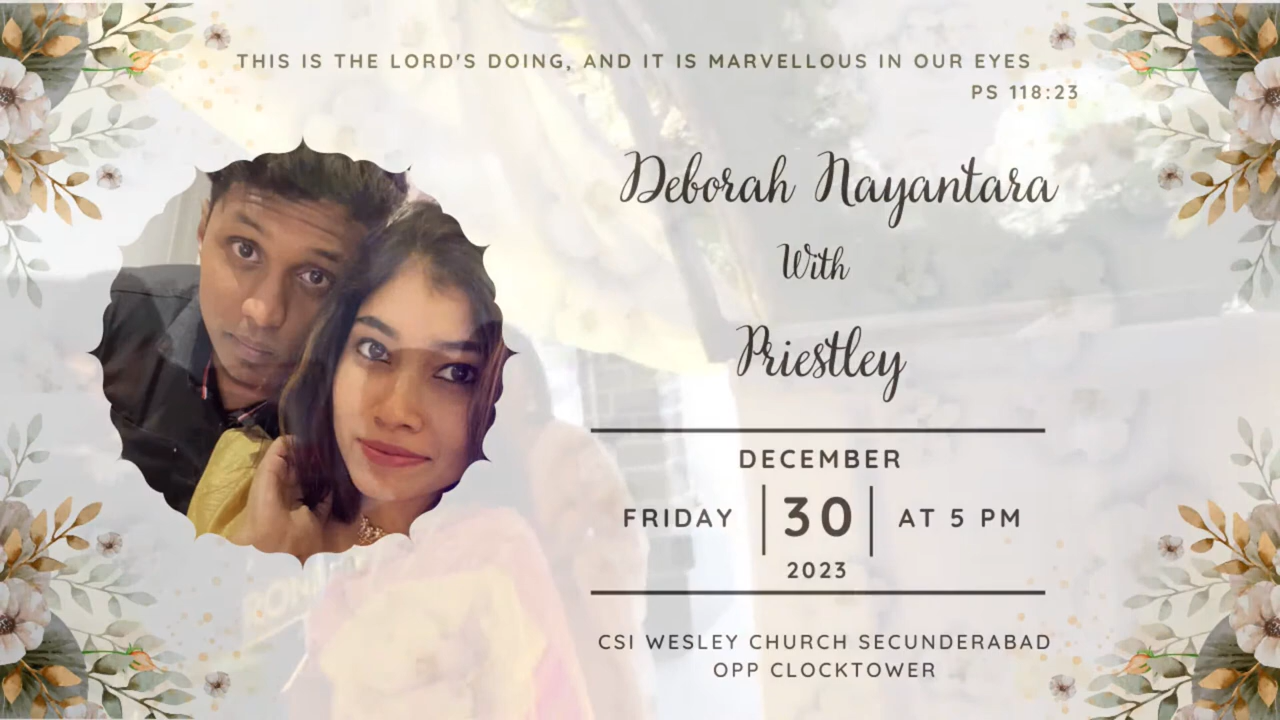 THIS IS THE LORD'S DOING, AND IT IS MARVELLOUS IN OUR EYES
PS 118:23
Deborah Nayantara
With
Priestley
DECEMBER
FRIDAY | 30 | AT 5 PM
2023
CSI WESLEY CHURCH SECUNDERABAD
OPP CLOCKTOWER